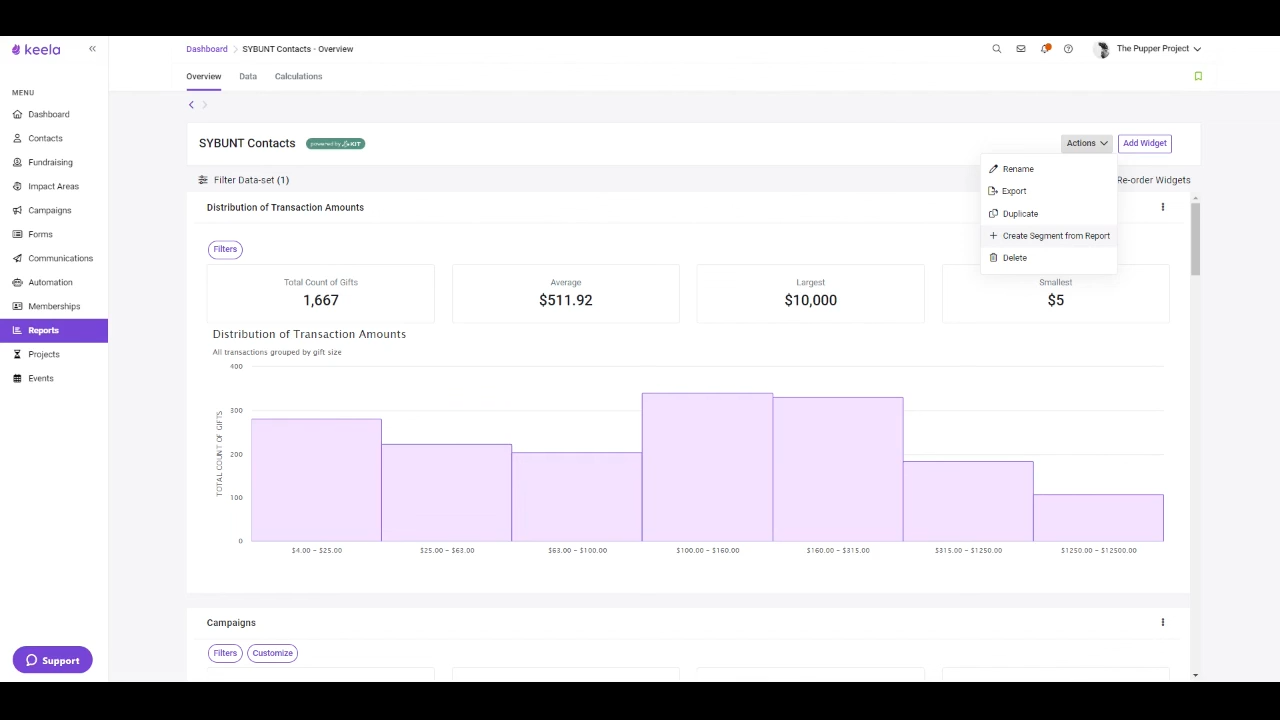 keela
Dashboard
SYBUNT Contacts - Overview
The Pupper Project
Overview
Data
Calculations
MENU
Dashboard
Contacts
Fundraising
Impact Areas
Campaigns
Forms
Communications
Automation
Memberships
Reports
Projects
Events
Support
SYBUNT Contacts
powered by KIT
Actions
Add Widget
Rename
Export
Duplicate
Create Segment from Report
Delete
Filter Data-set (1)
Re-order Widgets
Distribution of Transaction Amounts
Filters
Total Count of Gifts
1,667
Average
$511.92
Largest
$10,000
Smallest
$5
Distribution of Transaction Amounts
All transactions grouped by gift size
TOTAL COUNT OF GIFTS
400
300
200
100
0
$4.00 – $25.00
$25.00 – $63.00
$63.00 – $100.00
$100.00 – $160.00
$160.00 – $315.00
$315.00 – $1250.00
$1250.00 – $12500.00
Campaigns
Filters
Customize